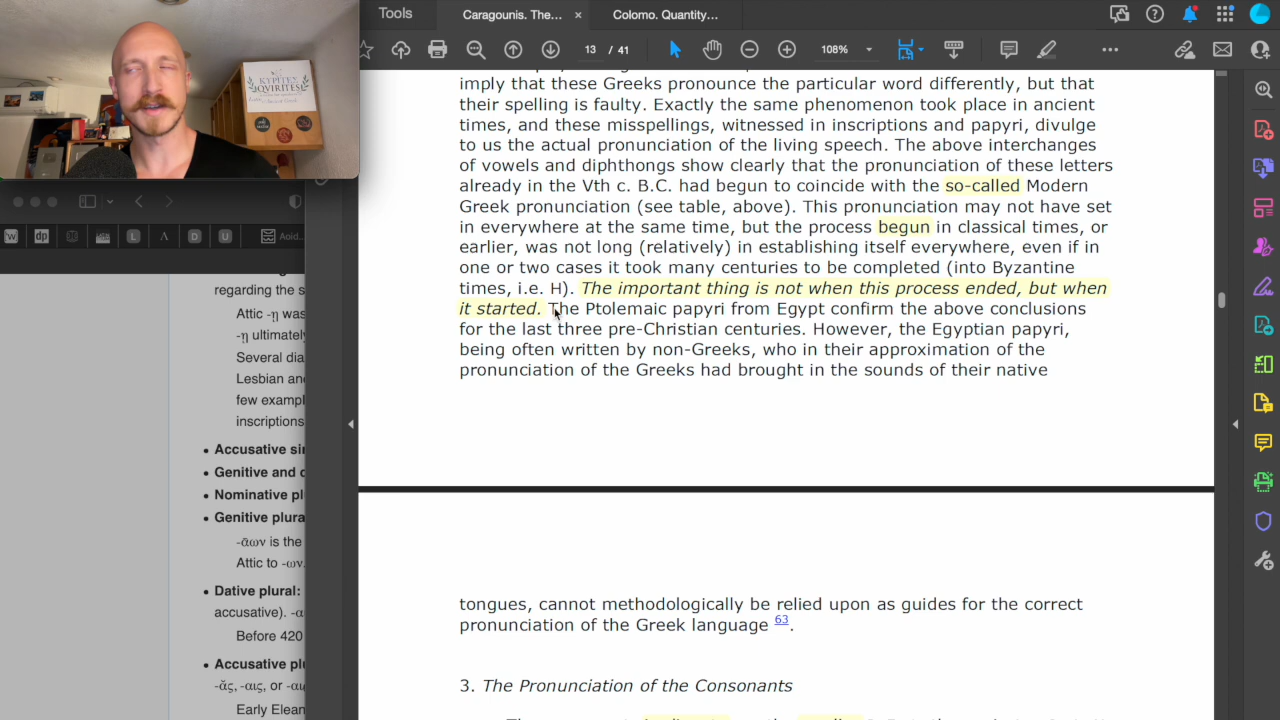 Tools
Caragounis. The...
Colomo. Quantity...
13 / 41
108%
ΚΥΡΙΤΕΣ
QVIRITES
imply that these Greeks pronounce the particular word differently, but that
their spelling is faulty. Exactly the same phenomenon took place in ancient
times, and these misspellings, witnessed in inscriptions and papyri, divulge
to us the actual pronunciation of the living speech. The above interchanges
of vowels and diphthongs show clearly that the pronunciation of these letters
already in the Vth c. B.C. had begun to coincide with the so-called Modern
Greek pronunciation (see table, above). This pronunciation may not have set
in everywhere at the same time, but the process begun in classical times, or
earlier, was not long (relatively) in establishing itself everywhere, even if in
one or two cases it took many centuries to be completed (into Byzantine
times, i.e. H). The important thing is not when this process ended, but when
it started. The Ptolemaic papyri from Egypt confirm the above conclusions
for the last three pre-Christian centuries. However, the Egyptian papyri,
being often written by non-Greeks, who in their approximation of the
pronunciation of the Greeks had brought in the sounds of their native
tongues, cannot methodologically be relied upon as guides for the correct
pronunciation of the Greek language 63.
3. The Pronunciation of the Consonants
W dp L Λ D U Aoid.
regarding the s
Attic -ῃ was
-ῃ ultimatel
Several dia
Lesbian an
few exampl
inscriptions
• Accusative si
• Genitive and d
• Nominative pl
• Genitive plura
-ᾱων is the
Attic to -ων.
• Dative plural:
accusative). -α
Before 420
• Accusative plu
-ᾰς, -αις, or -αι
Early Elean